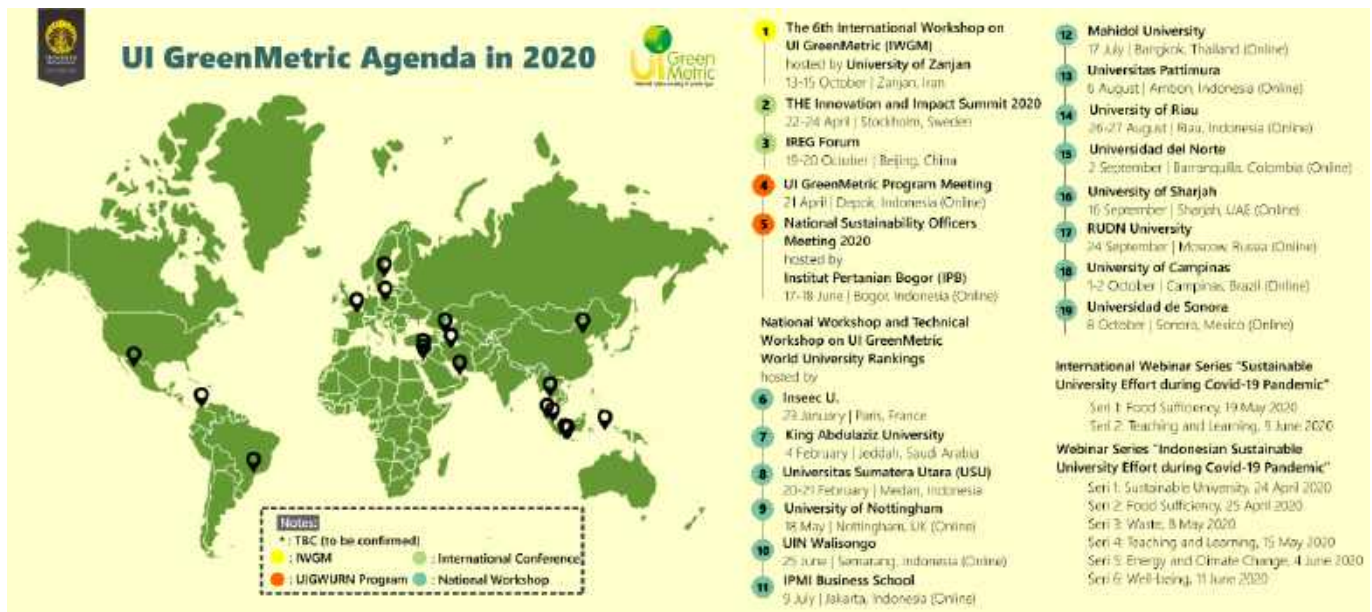 UI GreenMetric Agenda in 2020
UI Green
Metric
1
The 6th International Workshop on
UI GreenMetric (IWGM)
hosted by University of Zanjan
13-15 October | Zanjan, Iran
2
THE Innovation and Impact Summit 2020
22-24 April | Stockholm, Sweden
3
IREG Forum
19-20 October | Beijing, China
4
UI GreenMetric Program Meeting
21 April | Depok, Indonesia (Online)
5
National Sustainability Officers
Meeting 2020
hosted by
Institut Pertanian Bogor (IPB)
17-18 June | Bogor, Indonesia (Online)
National Workshop and Technical
Workshop on UI GreenMetric
World University Rankings
hosted by
6
Inseec U.
23 January | Paris, France
7
King Abdulaziz University
4 February | Jeddah, Saudi Arabia
8
Universitas Sumatera Utara (USU)
20-21 February | Medan, Indonesia
9
University of Nottingham
18 May | Nottingham, UK (Online)
10
UIN Walisongo
25 June | Semarang, Indonesia (Online)
11
IPMI Business School
9 July | Jakarta, Indonesia (Online)
12
Mahidol University
17 July | Bangkok, Thailand (Online)
13
Universitas Pattimura
6 August | Ambon, Indonesia (Online)
14
University of Riau
26-27 August | Riau, Indonesia (Online)
15
Universidad del Norte
2 September | Barranquilla, Colombia (Online)
16
University of Sharjah
16 September | Sharjah, UAE (Online)
17
RUDN University
24 September | Moscow, Russia (Online)
18
University of Campinas
1-2 October | Campinas, Brazil (Online)
19
Universidad de Sonora
8 October | Sonora, Mexico (Online)
International Webinar Series "Sustainable
University Effort during Covid-19 Pandemic"
Seri 1: Food Sufficiency, 19 May 2020
Seri 2: Teaching and Learning, 9 June 2020
Webinar Series "Indonesian Sustainable
University Effort during Covid-19 Pandemic"
Seri 1: Sustainable University, 24 April 2020
Seri 2: Food Sufficiency, 25 April 2020
Seri 3: Waste, 8 May 2020
Seri 4: Teaching and Learning, 15 May 2020
Seri 5: Energy and Climate Change, 4 June 2020
Seri 6: Well-being, 11 June 2020
Notes:
* : TBC (to be confirmed)
: IWGM
: International Conference
: UIGWURN Program
: National Workshop